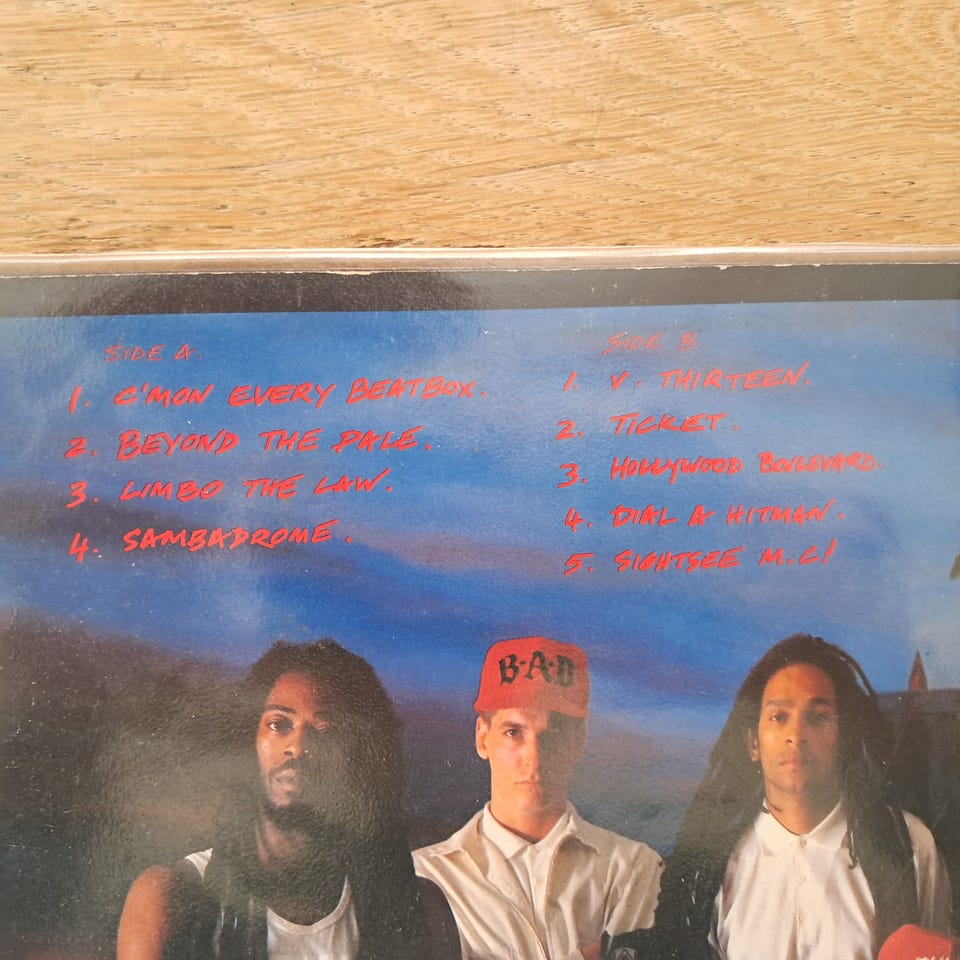 SIDE A.
1. C'MON EVERY BEATBOX.
2. BEYOND THE PALE.
3. LIMBO THE LAW.
4. SAMBADROME.
SIDE B
1. V. THIRTEEN.
2. TICKET.
3. HOLLYWOOD BOULEVARD.
4. DIAL A HITMAN.
5. SIGHTSEE M.C!
B·A·D